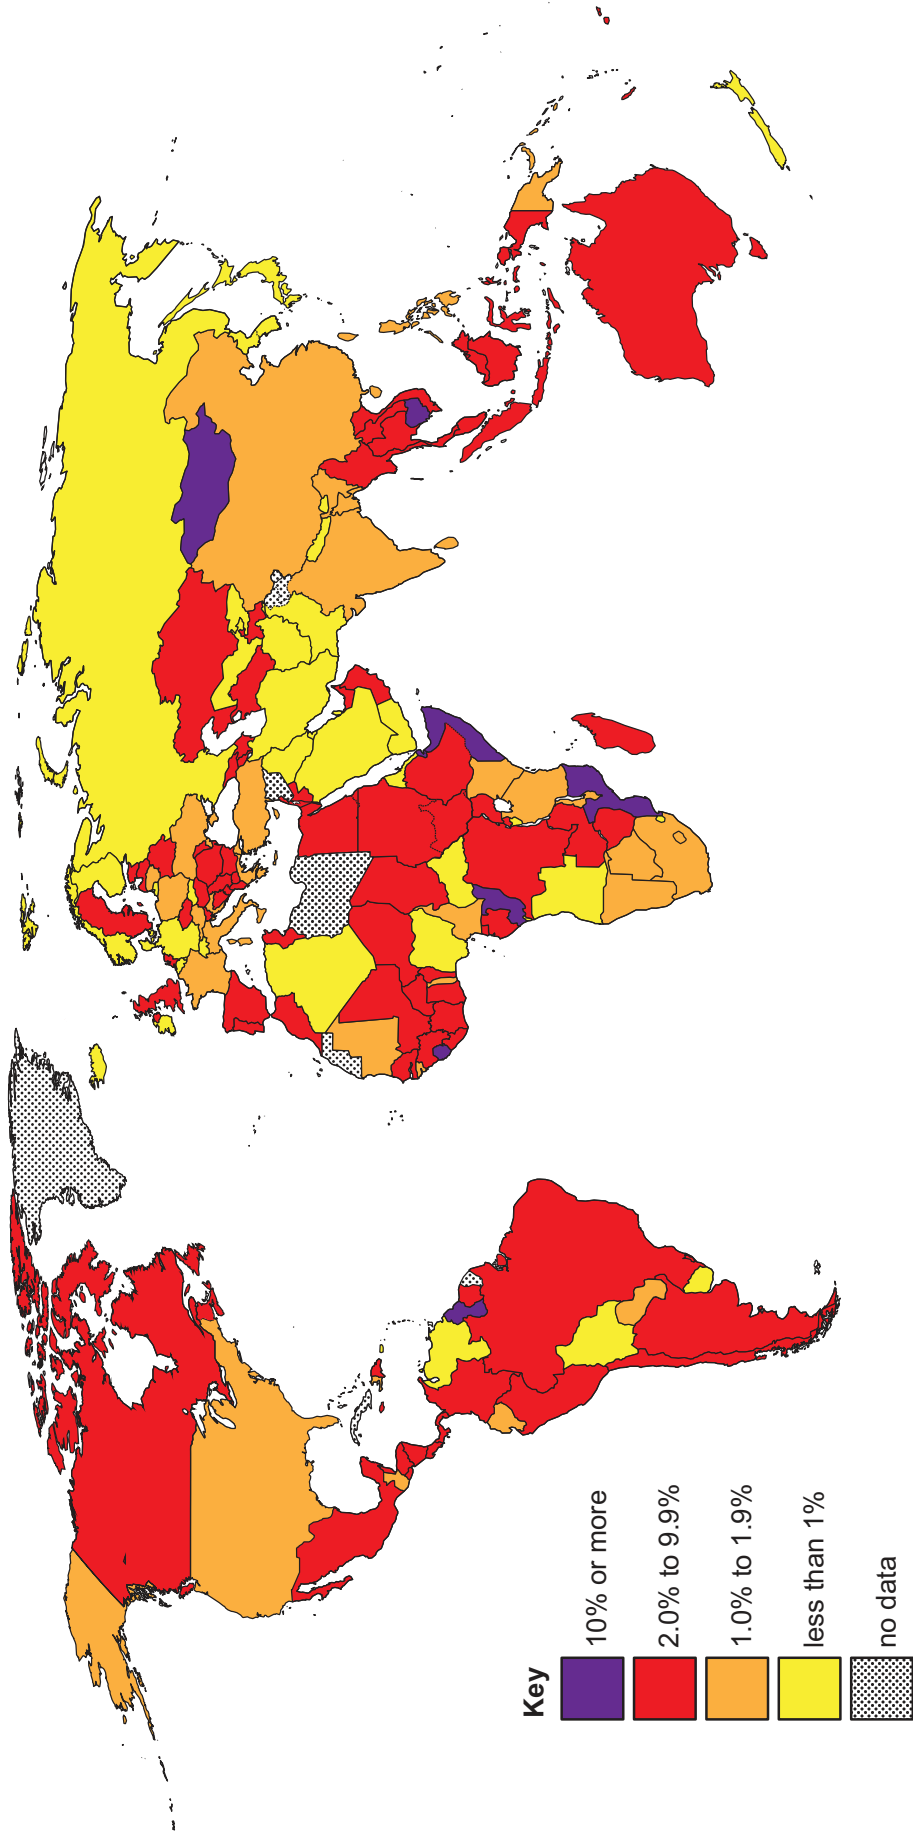 Key
10% or more
2.0% to 9.9%
1.0% to 1.9%
less than 1%
no data